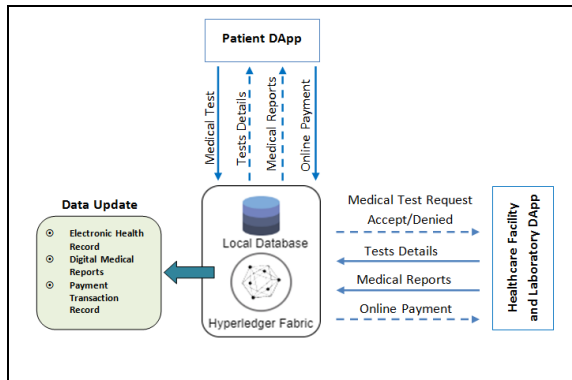 Patient DApp
Medical Test
Tests Details
Medical Reports
Online Payment
Data Update
Electronic Health
Record
Digital Medical
Reports
Payment
Transaction
Record
Local Database
Hyperledger Fabric
Medical Test Request
Accept/Denied
Tests Details
Medical Reports
Online Payment
Healthcare Facility
and Laboratory DApp